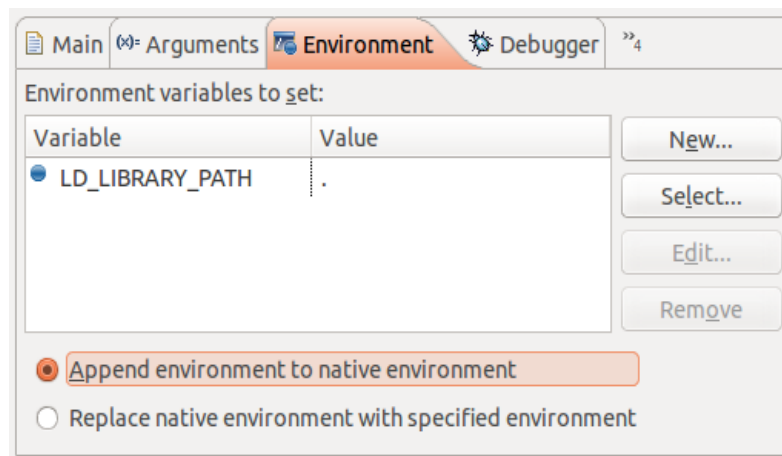 Main (x)= Arguments Environment Debugger »4
Environment variables to set:
Variable Value New...
LD_LIBRARY_PATH . Select...
Edit...
Remove
Append environment to native environment
Replace native environment with specified environment